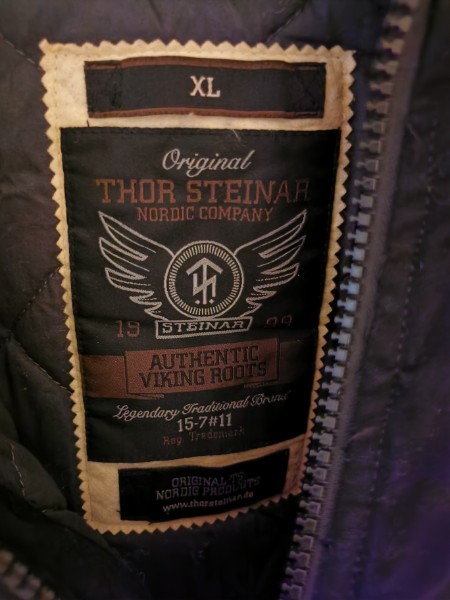 XL
Original
THOR STEINAR
NORDIC COMPANY
19 99
STEINAR
AUTHENTIC
VIKING ROOTS
Legendary Traditional Brand
15-7#11
Reg. Trademark
ORIGINAL TS
NORDIC PRODUCTS
www.thorsteinar.de